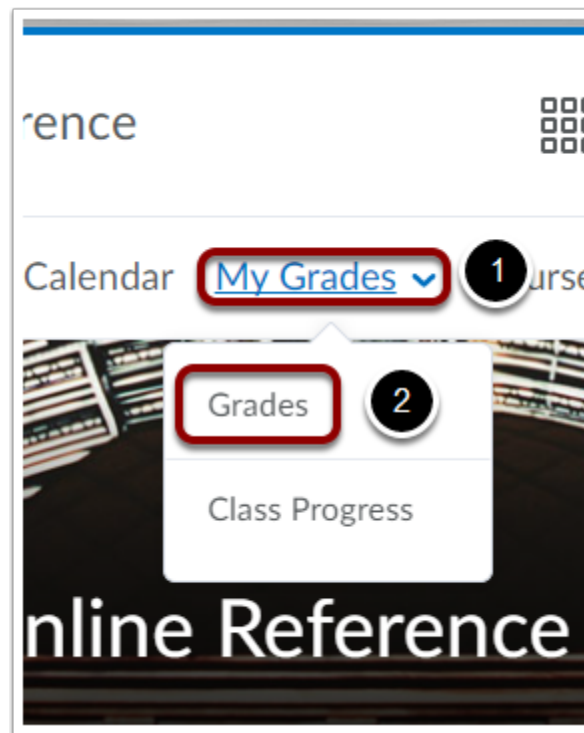 rence
Calendar My Grades 1 urse
Grades 2
Class Progress
nline Reference